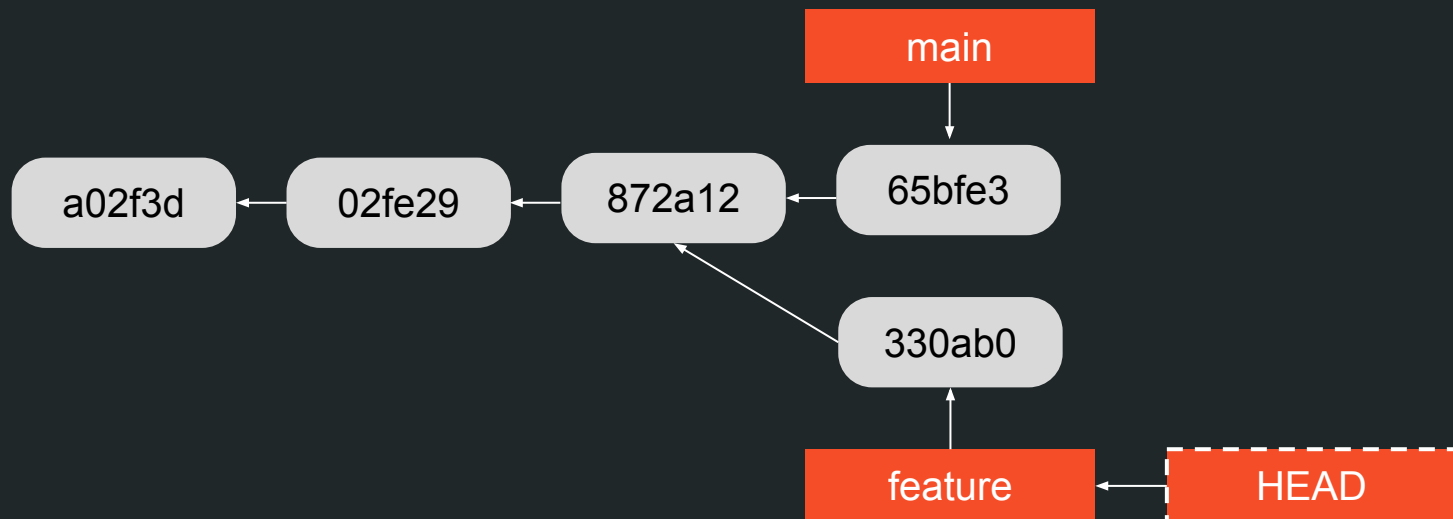 main
a02f3d
02fe29
872a12
65bfe3
330ab0
feature
HEAD